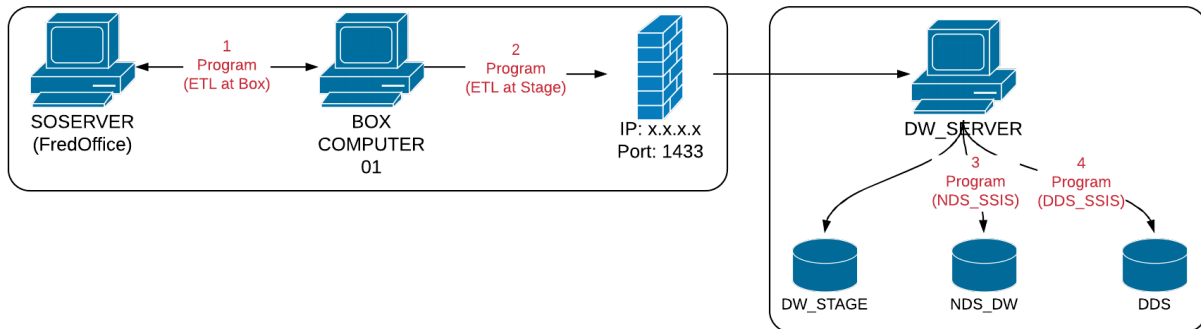 1
Program
(ETL at Box)
2
Program
(ETL at Stage)
SOSERVER
(FredOffice)
BOX
COMPUTER
01
IP: x.x.x.x
Port: 1433
DW_SERVER
3
Program
(NDS_SSIS)
4
Program
(DDS_SSIS)
DW_STAGE
NDS_DW
DDS